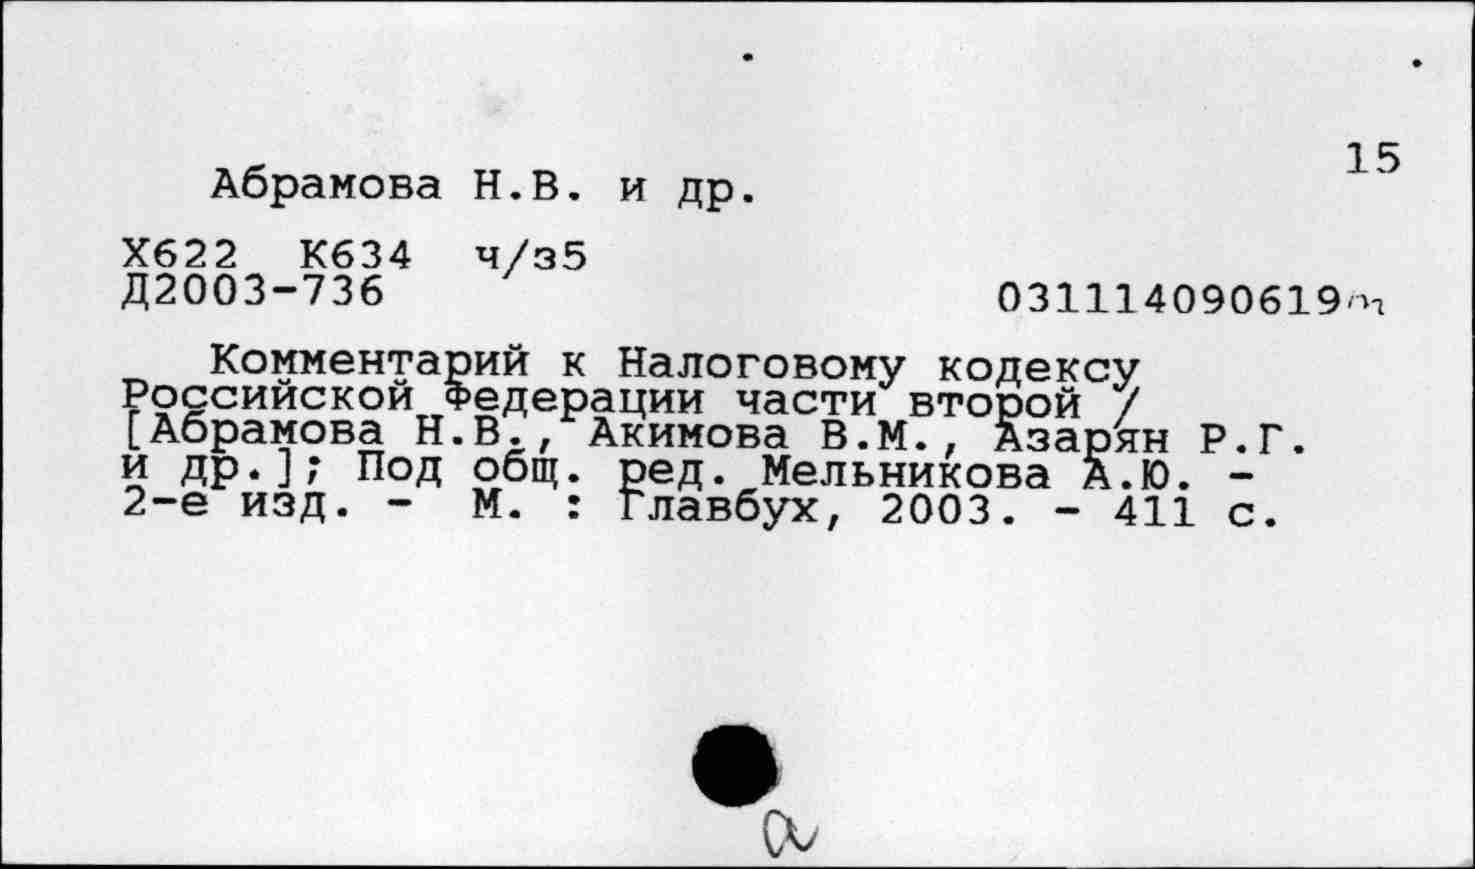 15
Абрамова Н.В. и др.
Х622 К634 ч/з5
Д2003-736
031114090619
Комментарий к Налоговому кодексу
Российской Федерации части второй /
[Абрамова Н.В., Акимова В.М., Азарян Р.Г.
и др.]; Под общ. ред. Мельникова А.Ю. -
2-е изд. - М. : Главбух, 2003. - 411 с.